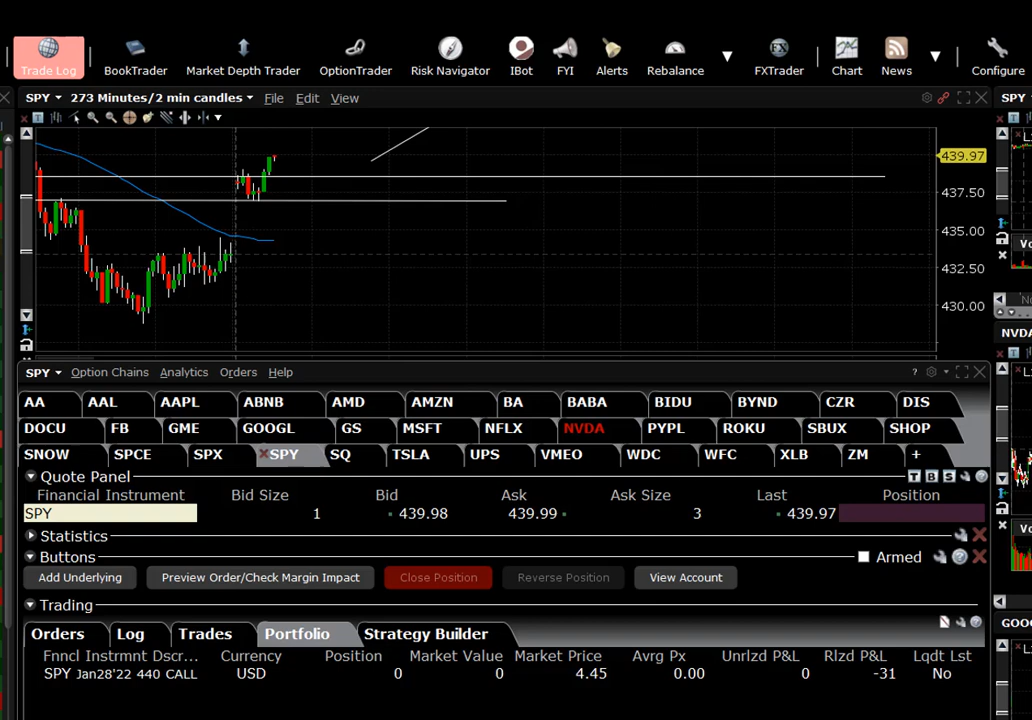 Trade Log BookTrader Market Depth Trader OptionTrader Risk Navigator IBot FYI Alerts Rebalance FXTrader Chart News Configure
SPY 273 Minutes/2 min candles File Edit View SPY
439.97
437.50
435.00
432.50
430.00
SPY Option Chains Analytics Orders Help ?
NVDA
AA AAL AAPL ABNB AMD AMZN BA BABA BIDU BYND CZR DIS
DOCU FB GME GOOGL GS MSFT NFLX NVDA PYPL ROKU SBUX SHOP
SNOW SPCE SPX SPY SQ TSLA UPS VMEO WDC WFC XLB ZM +
Quote Panel T B S
Financial Instrument Bid Size Bid Ask Ask Size Last Position
SPY 1 439.98 439.99 3 439.97
Statistics
Buttons Armed
Add Underlying Preview Order/Check Margin Impact Close Position Reverse Position View Account
Trading
Orders Log Trades Portfolio Strategy Builder
Fnncl Instrmnt Dscr... Currency Position Market Value Market Price Avrg Px Unrlzd P&L Rlzd P&L Lqdt Lst
SPY Jan28'22 440 CALL USD 0 0 4.45 0.00 0 -31 No